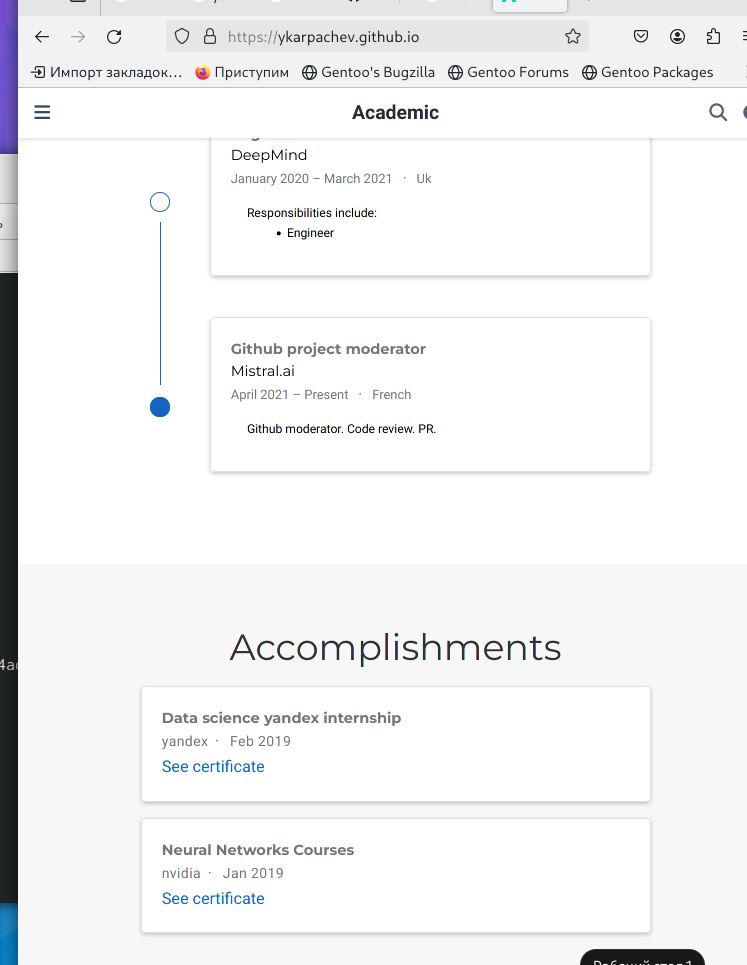 https://ykarpachev.github.io
Импорт закладок…
Приступим
Gentoo's Bugzilla
Gentoo Forums
Gentoo Packages
Academic
DeepMind
January 2020 – March 2021 · Uk
Responsibilities include:
• Engineer
Github project moderator
Mistral.ai
April 2021 – Present · French
Github moderator. Code review. PR.
Accomplishments
Data science yandex internship
yandex · Feb 2019
See certificate
Neural Networks Courses
nvidia · Jan 2019
See certificate